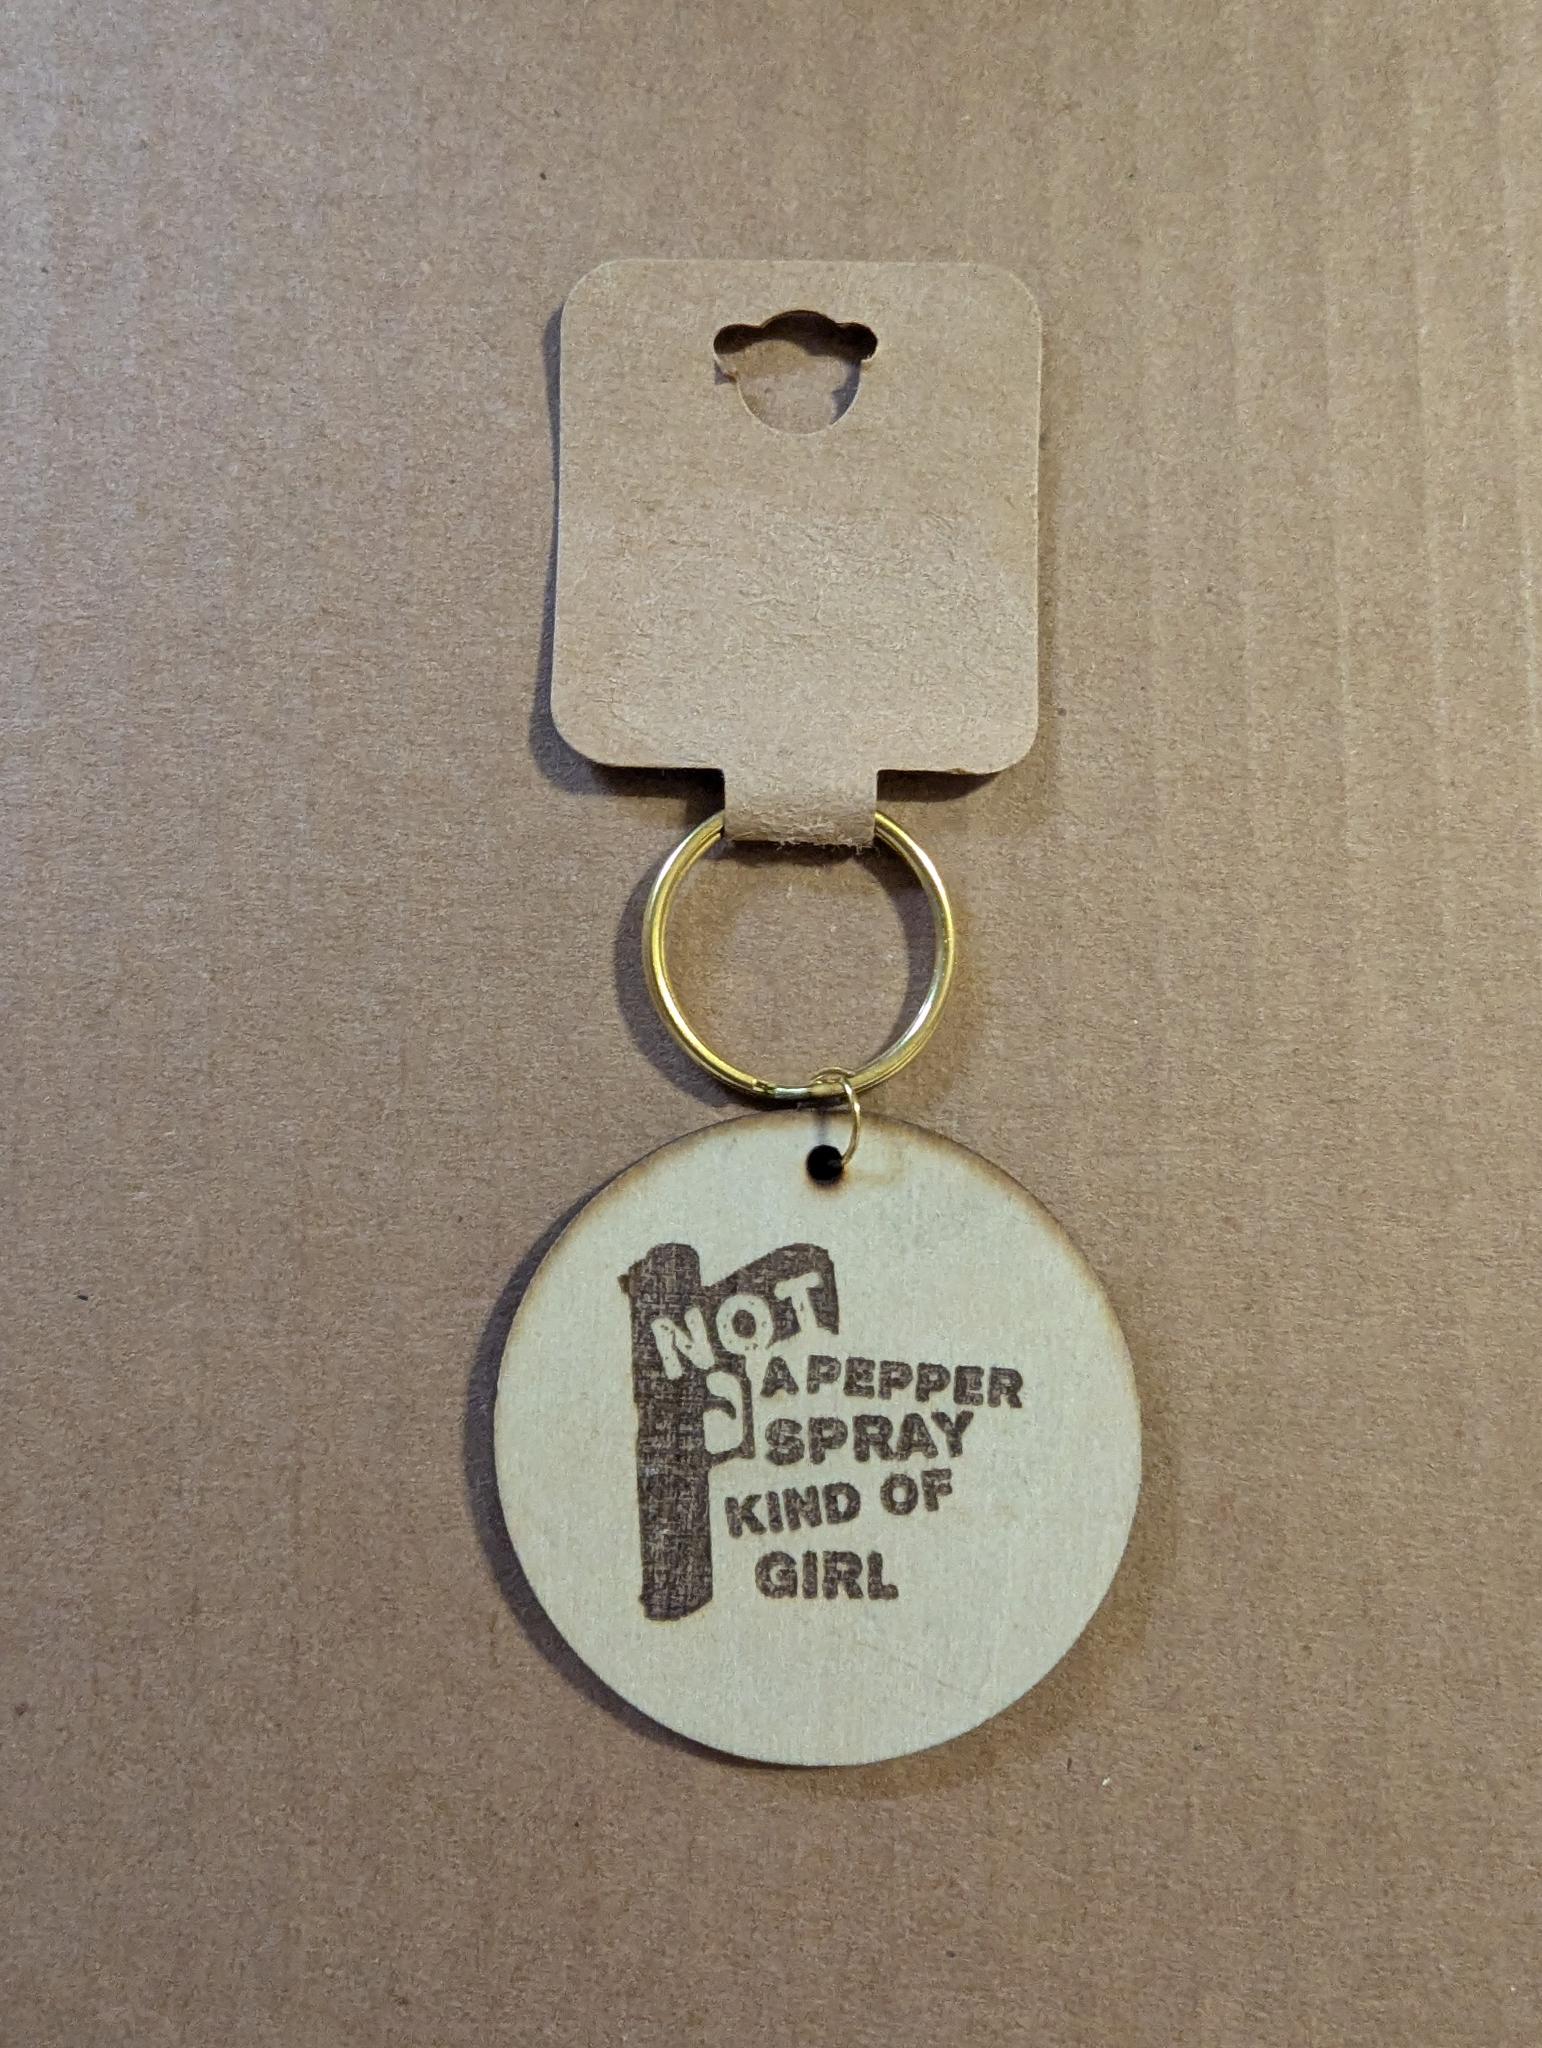 NOT
A PEPPER
SPRAY
KIND OF
GIRL